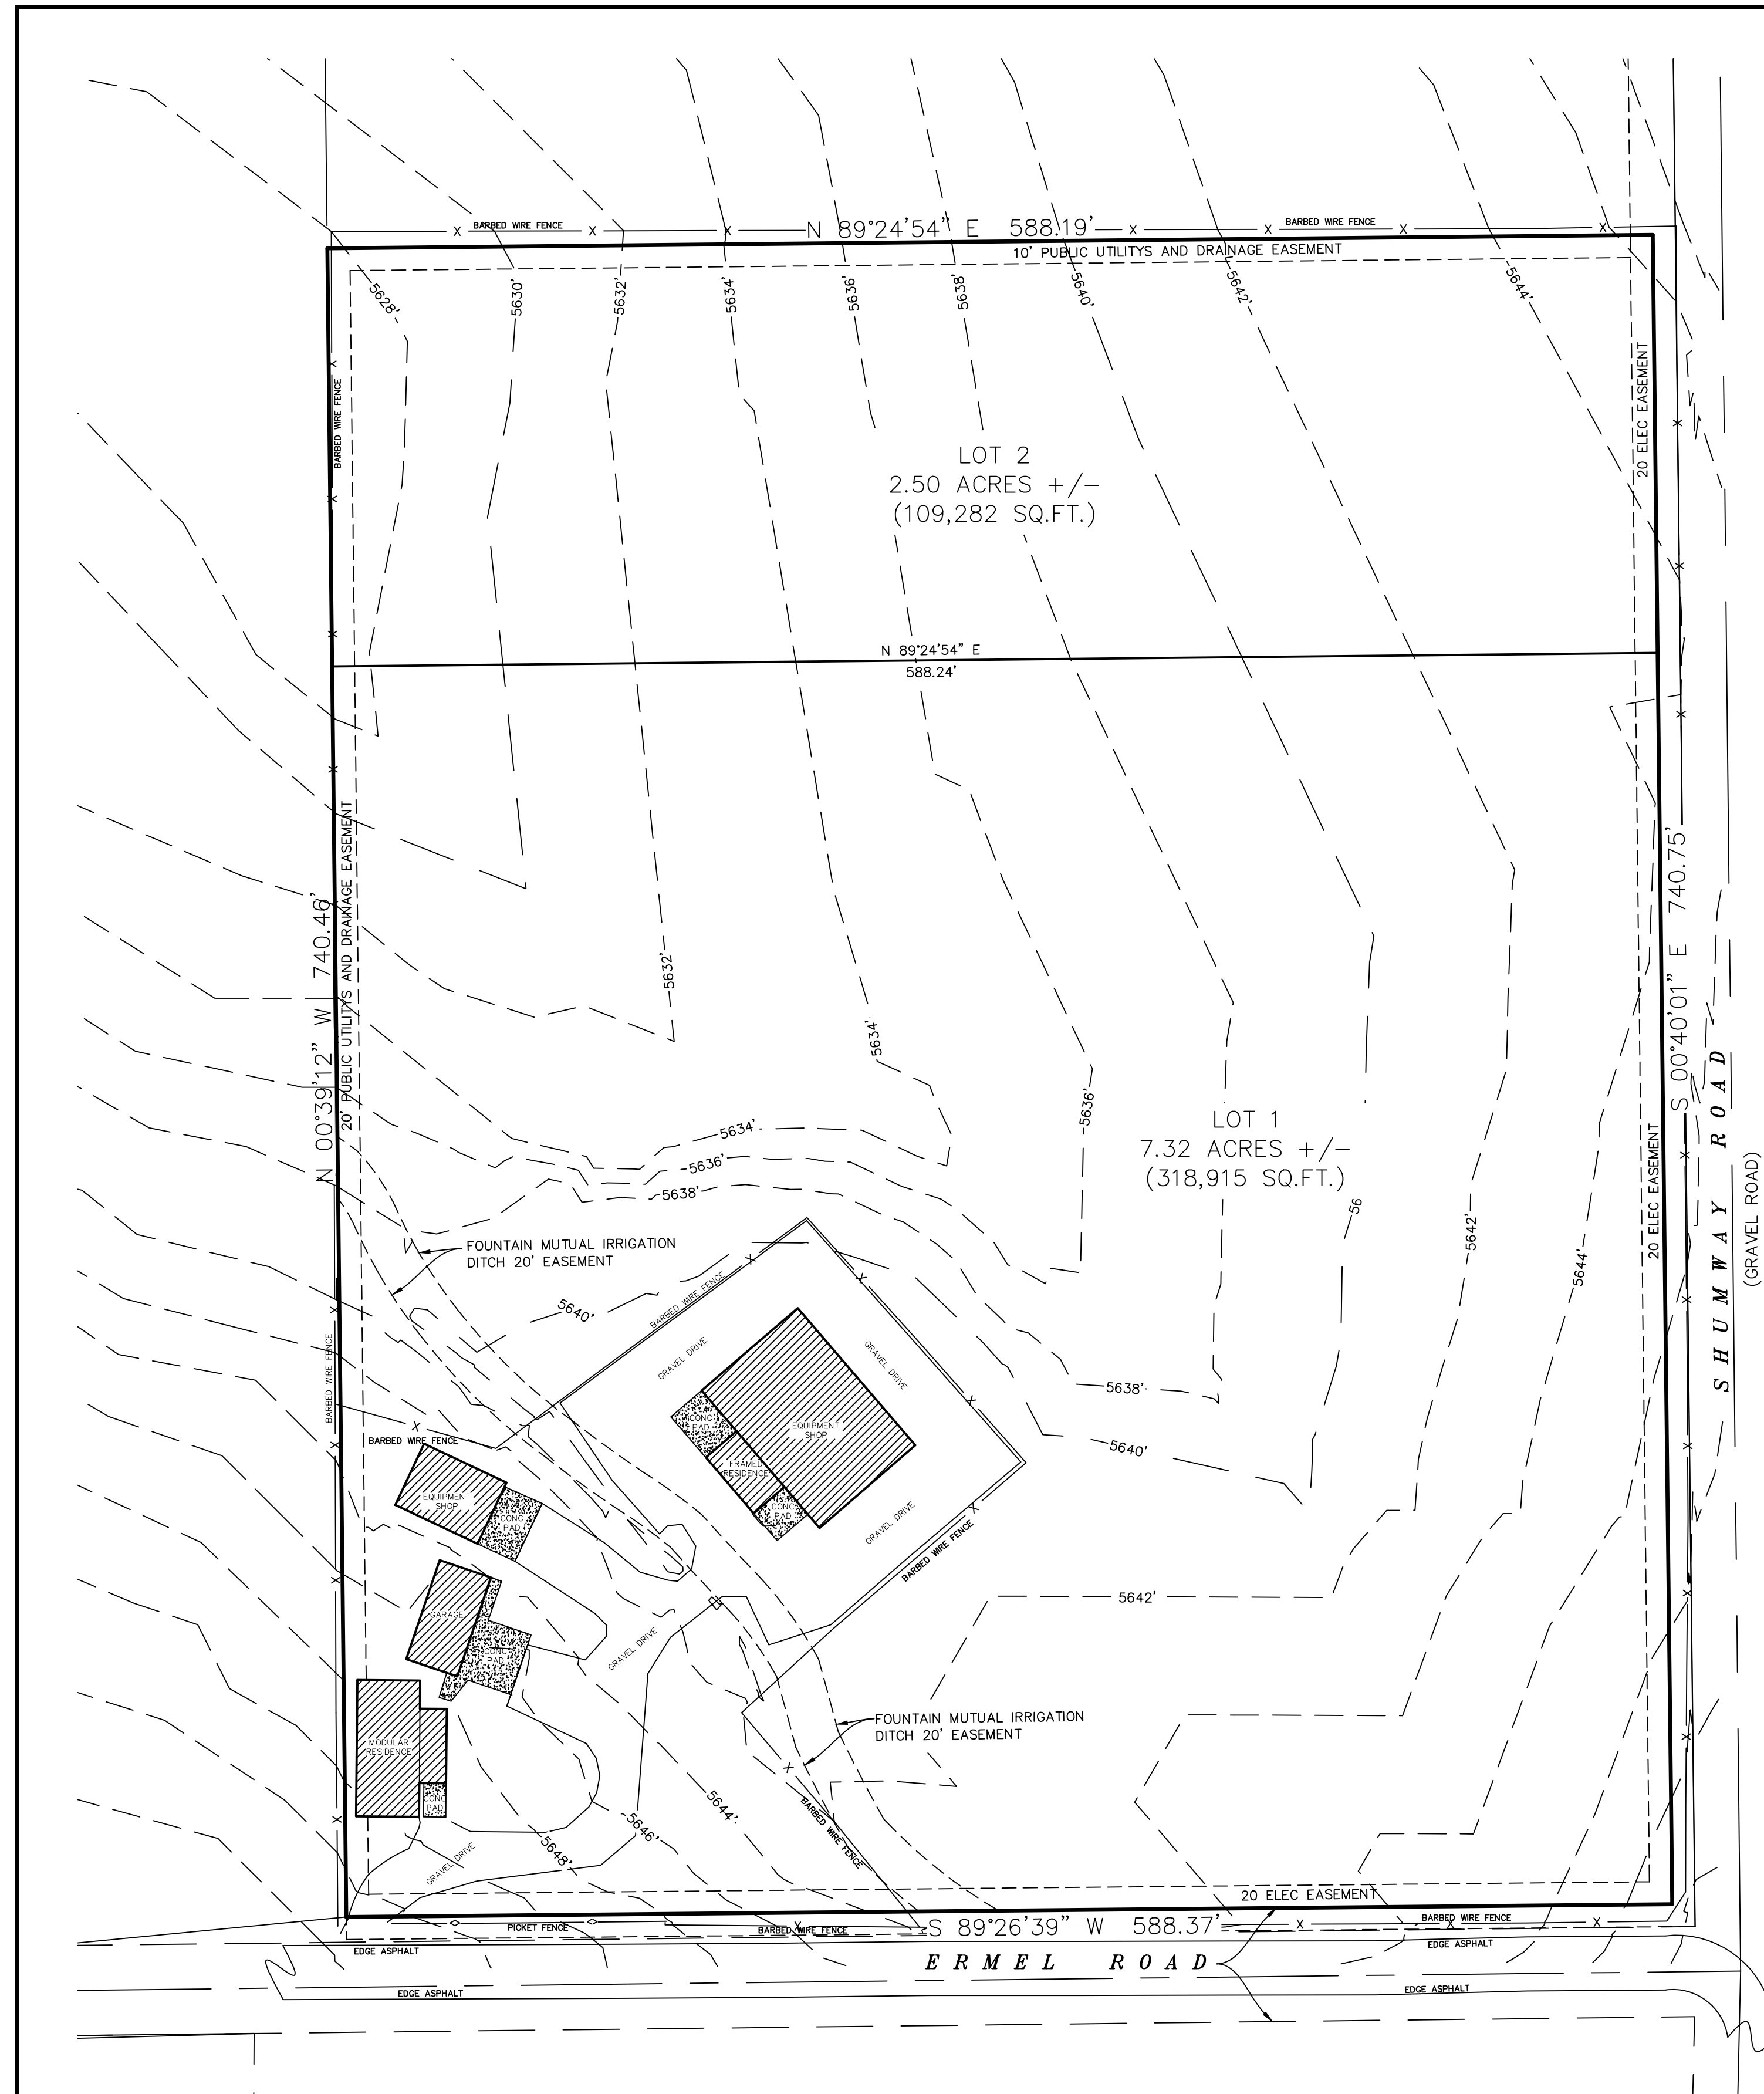 BARBED WIRE FENCE
N 89°24'54" E 588.19'
BARBED WIRE FENCE
10' PUBLIC UTILITYS AND DRAINAGE EASEMENT
5628'
5630'
5632'
5634'
5636'
5638'
5640'
5642'
5644'
BARBED WIRE FENCE
20 ELEC EASEMENT
LOT 2
2.50 ACRES +/-
(109,282 SQ.FT.)
N 89°24'54" E
588.24'
N 00°39'12" W 740.46'
20' PUBLIC UTILITYS AND DRAINAGE EASEMENT
S 00°40'01" E 740.75'
5632'
5634'
5636'
LOT 1
7.32 ACRES +/-
(318,915 SQ.FT.)
5634'
5636'
5638'
56
5642'
5644'
20 ELEC EASEMENT
SHUMWAY ROAD
(GRAVEL ROAD)
FOUNTAIN MUTUAL IRRIGATION
DITCH 20' EASEMENT
5640'
BARBED WIRE FENCE
GRAVEL DRIVE
GRAVEL DRIVE
BARBED WIRE FENCE
5638'
CONC
PAD
EQUIPMENT
SHOP
BARBED WIRE FENCE
5640'
FRAMED
RESIDENCE
CONC
PAD
GRAVEL DRIVE
EQUIPMENT
SHOP
CONC
PAD
BARBED WIRE FENCE
5642'
GARAGE
CONC
PAD
GRAVEL DRIVE
FOUNTAIN MUTUAL IRRIGATION
DITCH 20' EASEMENT
MODULAR
RESIDENCE
CONC
PAD
5644'
5646'
5648'
BARBED WIRE FENCE
GRAVEL DRIVE
20 ELEC EASEMENT
PICKET FENCE
BARBED WIRE FENCE
S 89°26'39" W 588.37'
BARBED WIRE FENCE
EDGE ASPHALT
EDGE ASPHALT
ERMEL ROAD
EDGE ASPHALT
EDGE ASPHALT